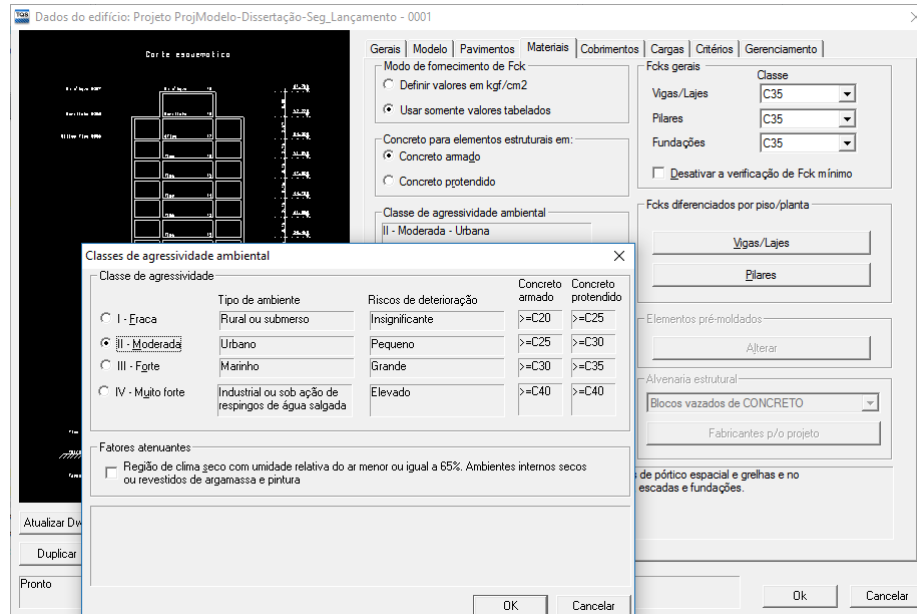 TQS Dados do edifício: Projeto ProjModelo-Dissertação-Seg_Lançamento - 0001
Corte esquematico
Gerais Modelo Pavimentos Materiais Cobrimentos Cargas Critérios Gerenciamento
Modo de fornecimento de Fck
Definir valores em kgf/cm2
Usar somente valores tabelados
Concreto para elementos estruturais em:
Concreto armado
Concreto protendido
Classe de agressividade ambiental
II - Moderada - Urbana
Fcks gerais
Classe
Vigas/Lajes C35
Pilares C35
Fundações C35
Desativar a verificação de Fck mínimo
Fcks diferenciados por piso/planta
Vigas/Lajes
Pilares
Elementos pré-moldados
Alterar
Alvenaria estrutural
Blocos vazados de CONCRETO
Fabricantes p/o projeto
s de pórtico espacial e grelhas e no
escadas e fundações.
Classes de agressividade ambiental
Classe de agressividade
Tipo de ambiente Riscos de deterioração Concreto armado Concreto protendido
I - Fraca Rural ou submerso Insignificante >=C20 >=C25
II - Moderada Urbano Pequeno >=C25 >=C30
III - Forte Marinho Grande >=C30 >=C35
IV - Muito forte Industrial ou sob ação de respingos de água salgada Elevado >=C40 >=C40
Fatores atenuantes
Região de clima seco com umidade relativa do ar menor ou igual a 65%. Ambientes internos secos
ou revestidos de argamassa e pintura
OK Cancelar
Atualizar Dw
Duplicar
Pronto
Ok Cancelar